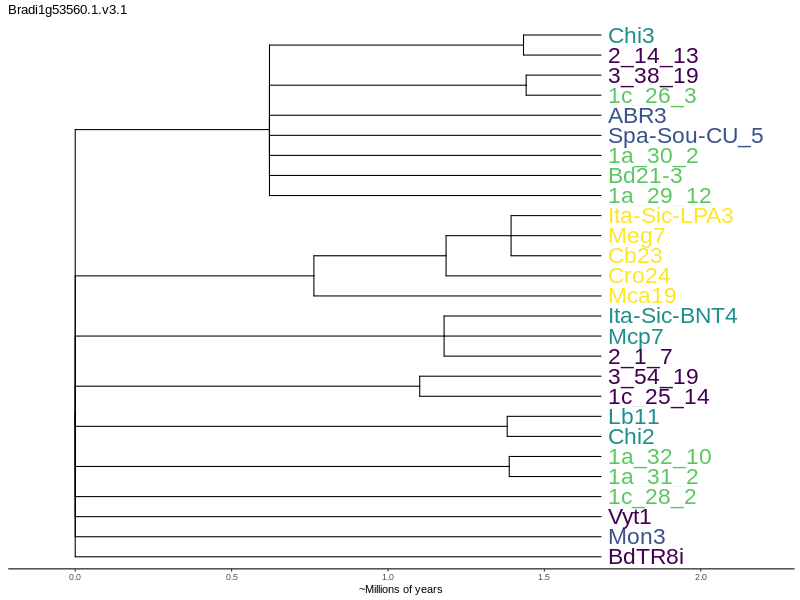 Bradi1g53560.1.v3.1
Chi3
2_14_13
3_38_19
1c_26_3
ABR3
Spa-Sou-CU_5
1a_30_2
Bd21-3
1a_29_12
Ita-Sic-LPA3
Meg7
Cb23
Cro24
Mca19
Ita-Sic-BNT4
Mcp7
2_1_7
3_54_19
1c_25_14
Lb11
Chi2
1a_32_10
1a_31_2
1c_28_2
Vyt1
Mon3
BdTR8i
0.0 0.5 1.0 1.5 2.0
~Millions of years